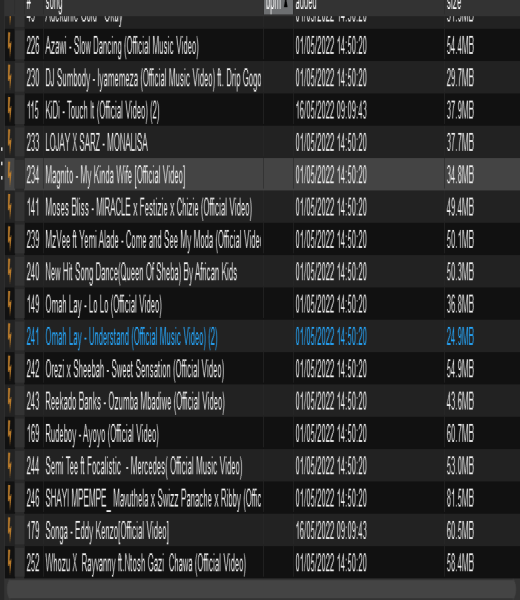 # song bpm added size
226 Azawi - Slow Dancing (Official Music Video) 01/05/2022 14:50:20 54.4MB
230 DJ Sumbody - Iyamemeza (Official Music Video) ft. Drip Gogo 01/05/2022 14:50:20 29.7MB
115 KiDi - Touch It (Official Video) (2) 16/05/2022 09:09:43 37.9MB
233 LOJAY X SARZ - MONALISA 01/05/2022 14:50:20 37.7MB
234 Magnito - My Kinda Wife [Official Video] 01/05/2022 14:50:20 34.8MB
141 Moses Bliss - MIRACLE x Festizie x Chizie (Official Video) 01/05/2022 14:50:20 49.4MB
239 MzVee ft Yemi Alade - Come and See My Moda (Official Vide 01/05/2022 14:50:20 50.1MB
240 New Hit Song Dance(Queen Of Sheba) By African Kids 01/05/2022 14:50:20 50.3MB
149 Omah Lay - Lo Lo (Official Video) 01/05/2022 14:50:20 36.8MB
241 Omah Lay - Understand (Official Music Video) (2) 01/05/2022 14:50:20 24.9MB
242 Orezi x Sheebah - Sweet Sensation (Official Video) 01/05/2022 14:50:20 54.9MB
243 Reekado Banks - Ozumba Mbadiwe (Official Video) 01/05/2022 14:50:20 43.6MB
169 Rudeboy - Ayoyo (Official Video) 01/05/2022 14:50:20 60.7MB
244 Semi Tee ft Focalistic - Mercedes( Official Music Video) 01/05/2022 14:50:20 53.0MB
246 SHAYI MPEMPE_ Mavuthela x Swizz Panache x Ribby (Offic 01/05/2022 14:50:20 81.5MB
179 Songa - Eddy Kenzo[Official Video] 16/05/2022 09:09:43 60.5MB
252 Whozu X Rayvanny ft.Ntosh Gazi Chawa (Official Video) 01/05/2022 14:50:20 58.4MB